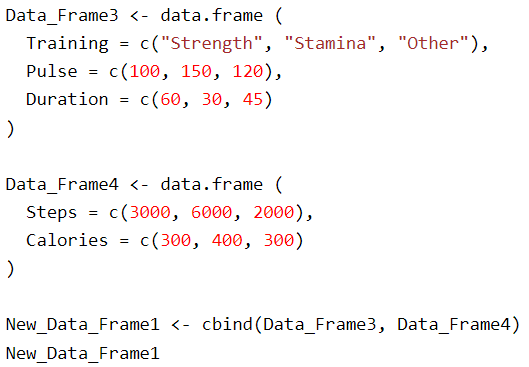 Data_Frame3 <- data.frame (
  Training = c("Strength", "Stamina", "Other"),
  Pulse = c(100, 150, 120),
  Duration = c(60, 30, 45)
)

Data_Frame4 <- data.frame (
  Steps = c(3000, 6000, 2000),
  Calories = c(300, 400, 300)
)

New_Data_Frame1 <- cbind(Data_Frame3, Data_Frame4)
New_Data_Frame1